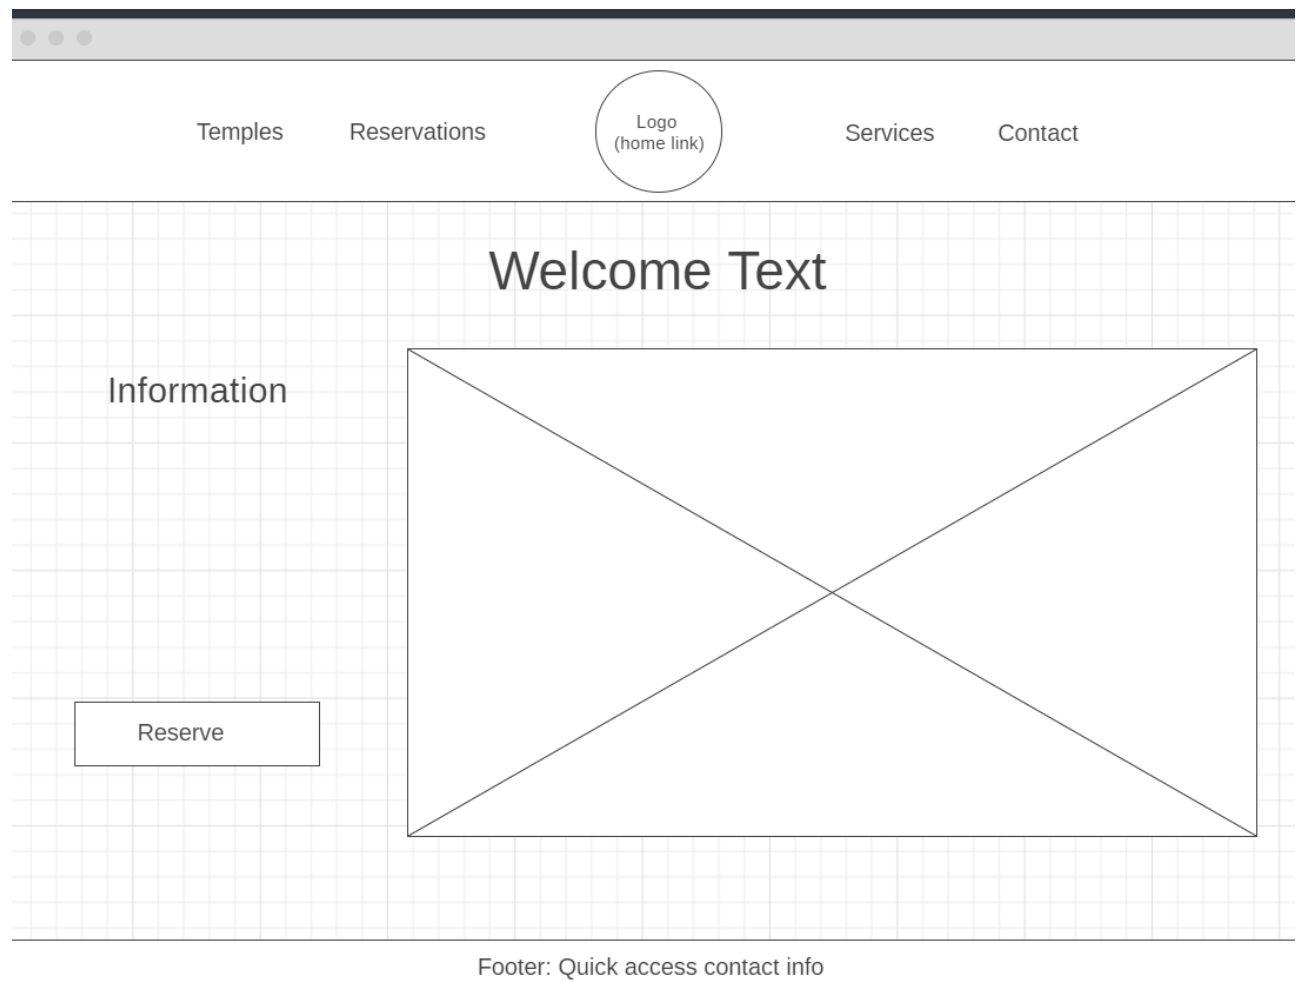 Temples
Reservations
Logo
(home link)
Services
Contact
Welcome Text
Information
Reserve
Footer: Quick access contact info